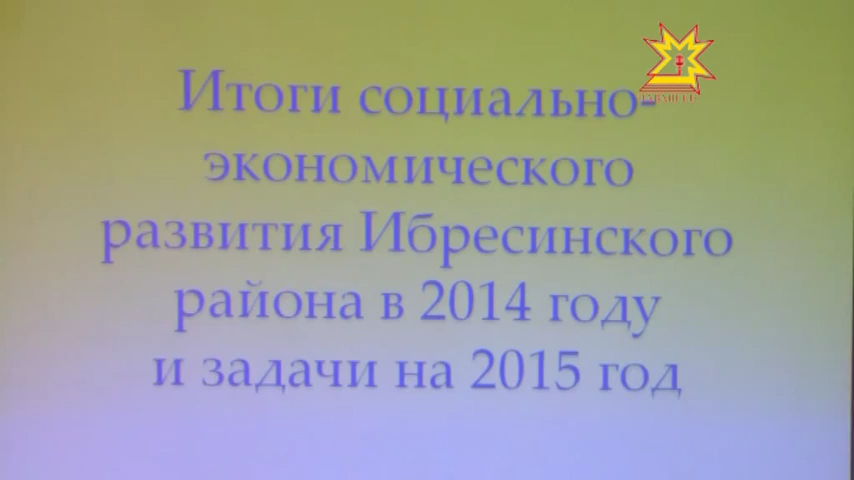 Итоги социально-
экономического
развития Ибресинского
района в 2014 году
и задачи на 2015 год